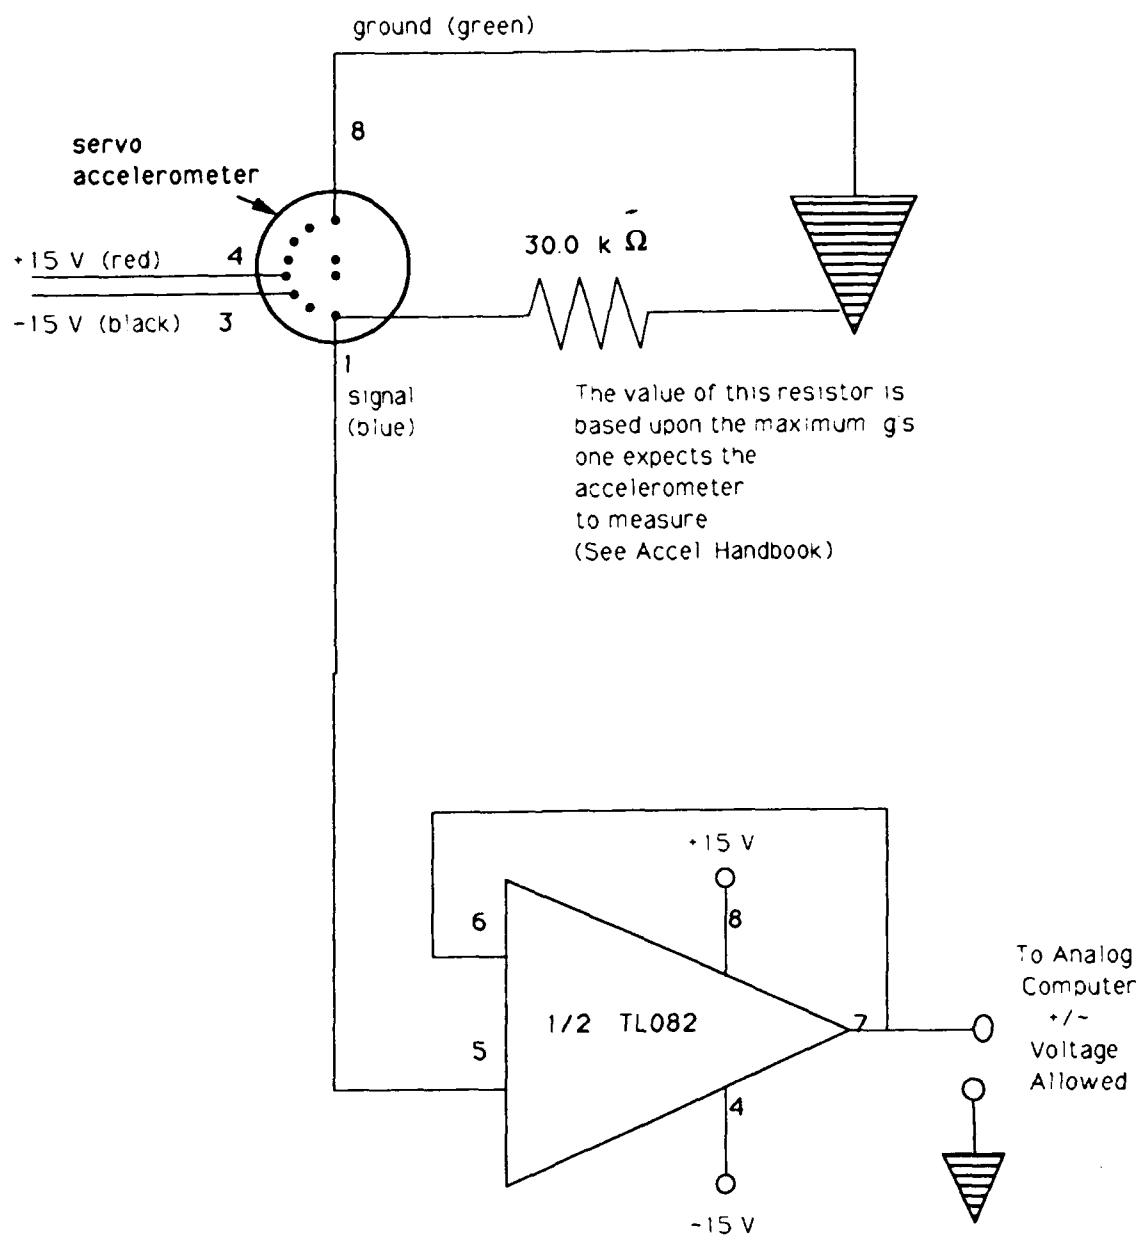 ground (green)
8
servo
accelerometer
30.0 k Ω
+15 V (red)
4
-15 V (black)
3
1
signal
(blue)
The value of this resistor is
based upon the maximum g's
one expects the
accelerometer
to measure
(See Accel Handbook)
+15 V
8
6
1/2 TL082
7
5
4
-15 V
To Analog
Computer
+/-
Voltage
Allowed